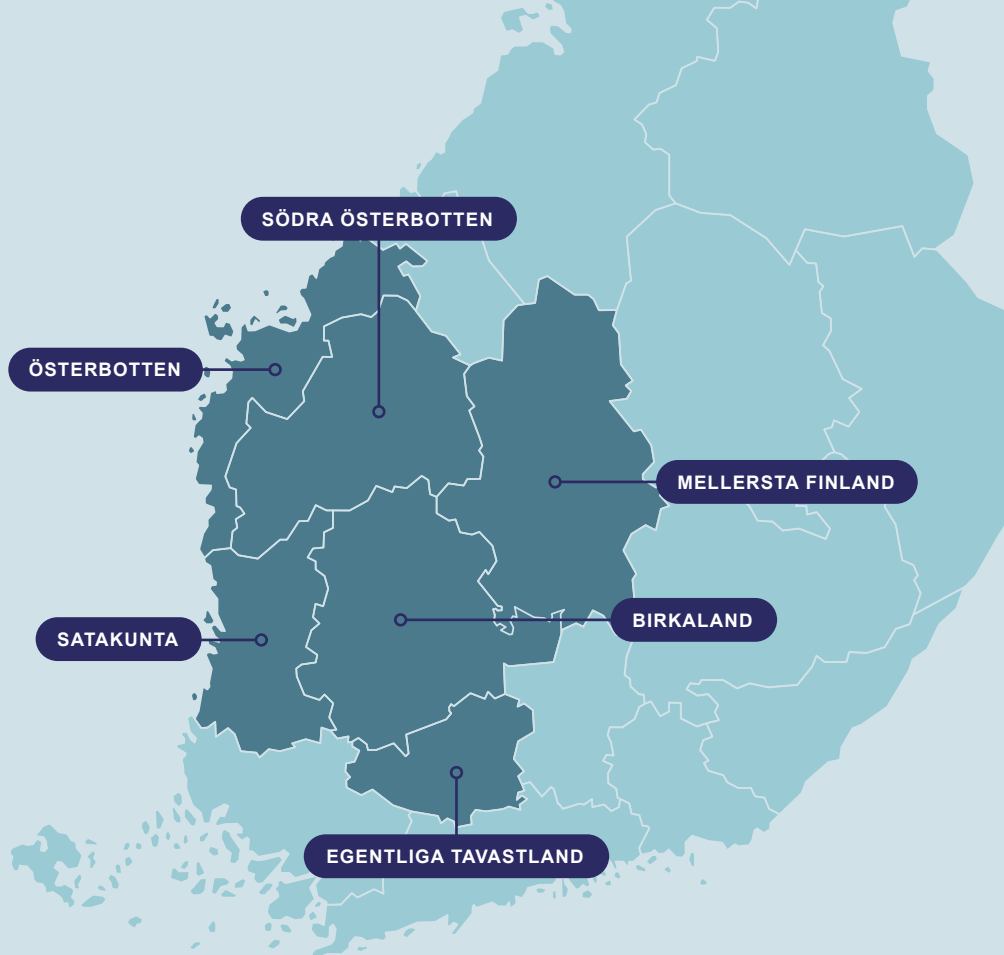 SÖDRA ÖSTERBOTTEN
ÖSTERBOTTEN
MELLERSTA FINLAND
BIRKALAND
SATAKUNTA
EGENTLIGA TAVASTLAND